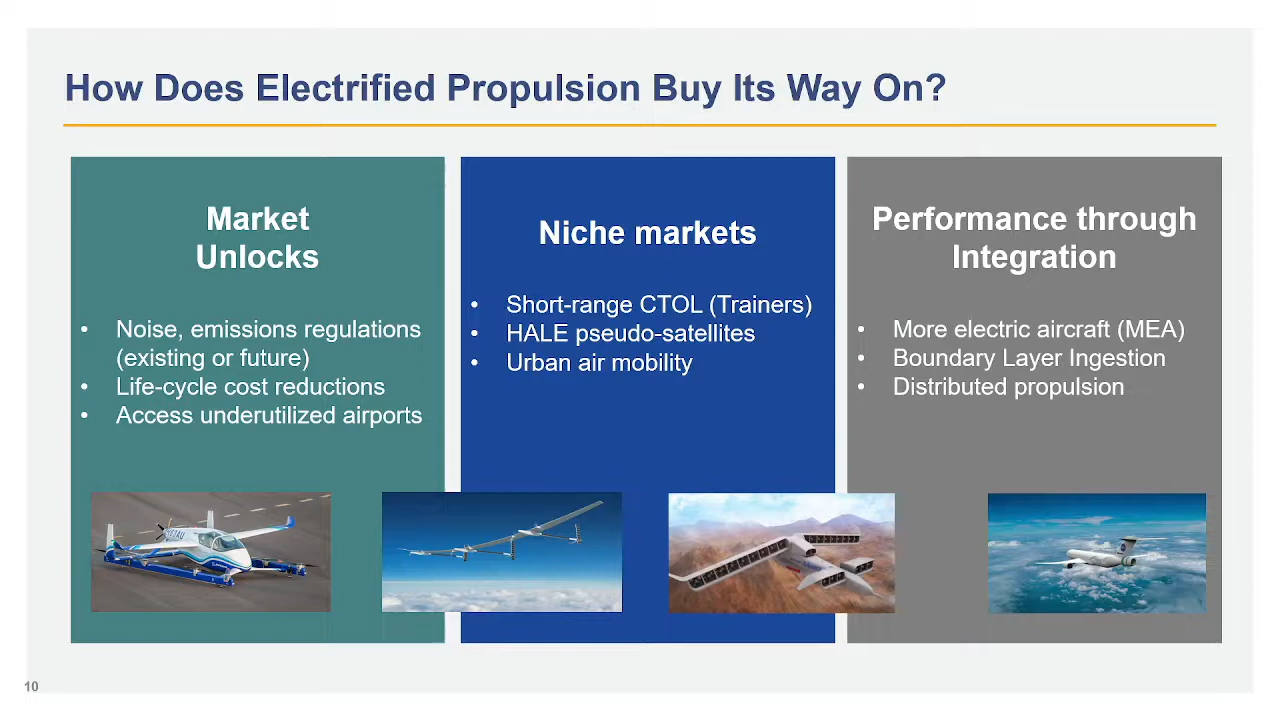 How Does Electrified Propulsion Buy Its Way On?
Market
Unlocks
• Noise, emissions regulations
(existing or future)
• Life-cycle cost reductions
• Access underutilized airports
Niche markets
• Short-range CTOL (Trainers)
• HALE pseudo-satellites
• Urban air mobility
Performance through
Integration
• More electric aircraft (MEA)
• Boundary Layer Ingestion
• Distributed propulsion
10